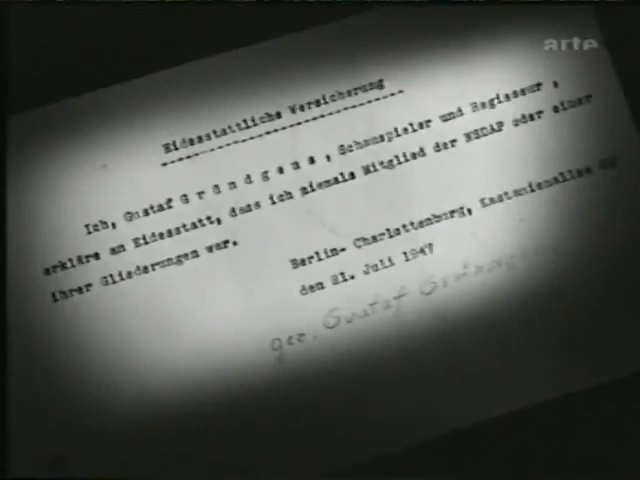 arte
Eidesstattliche Versicherung
Ich, Gustaf G r ü n d g e n s , Schauspieler und Regisseur ,
erkläre an Eidesstatt, dass ich niemals Mitglied der NSDAP oder einer
ihrer Gliederungen war.
Berlin- Charlottenburg, Kastanienallee
den 21. Juli 1947
gez. Gustaf Gründgens